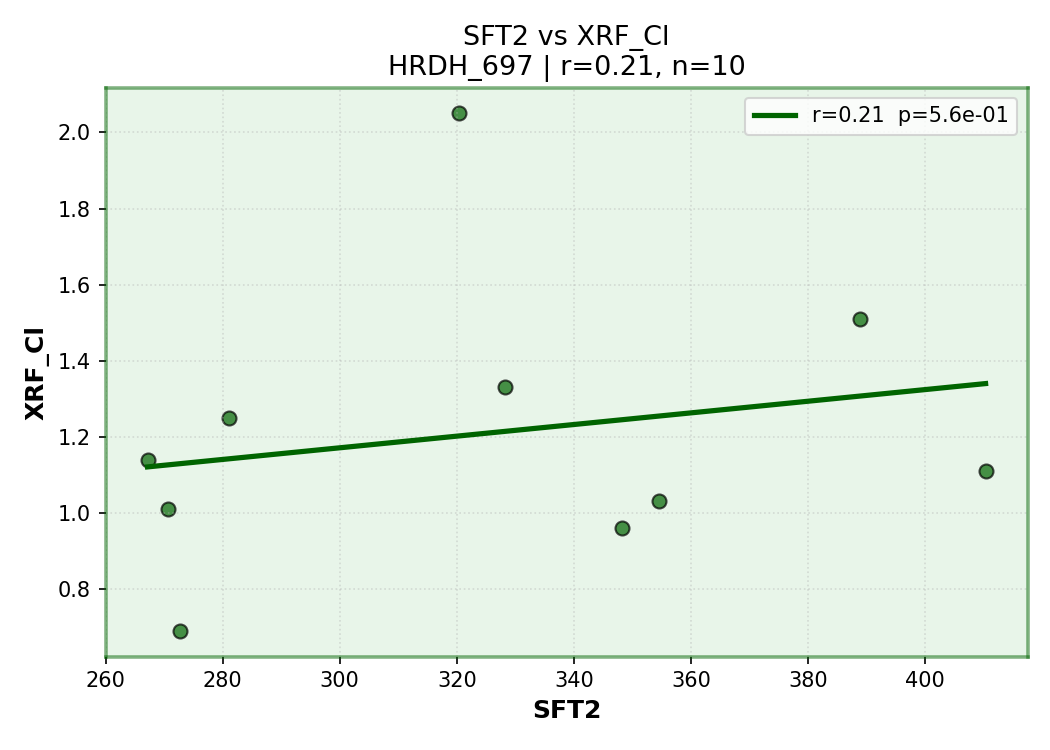 SFT2 vs XRF_Cl
HRDH_697 | r=0.21, n=10
r=0.21 p=5.6e-01
XRF_Cl
2.0
1.8
1.6
1.4
1.2
1.0
0.8
260 280 300 320 340 360 380 400
SFT2